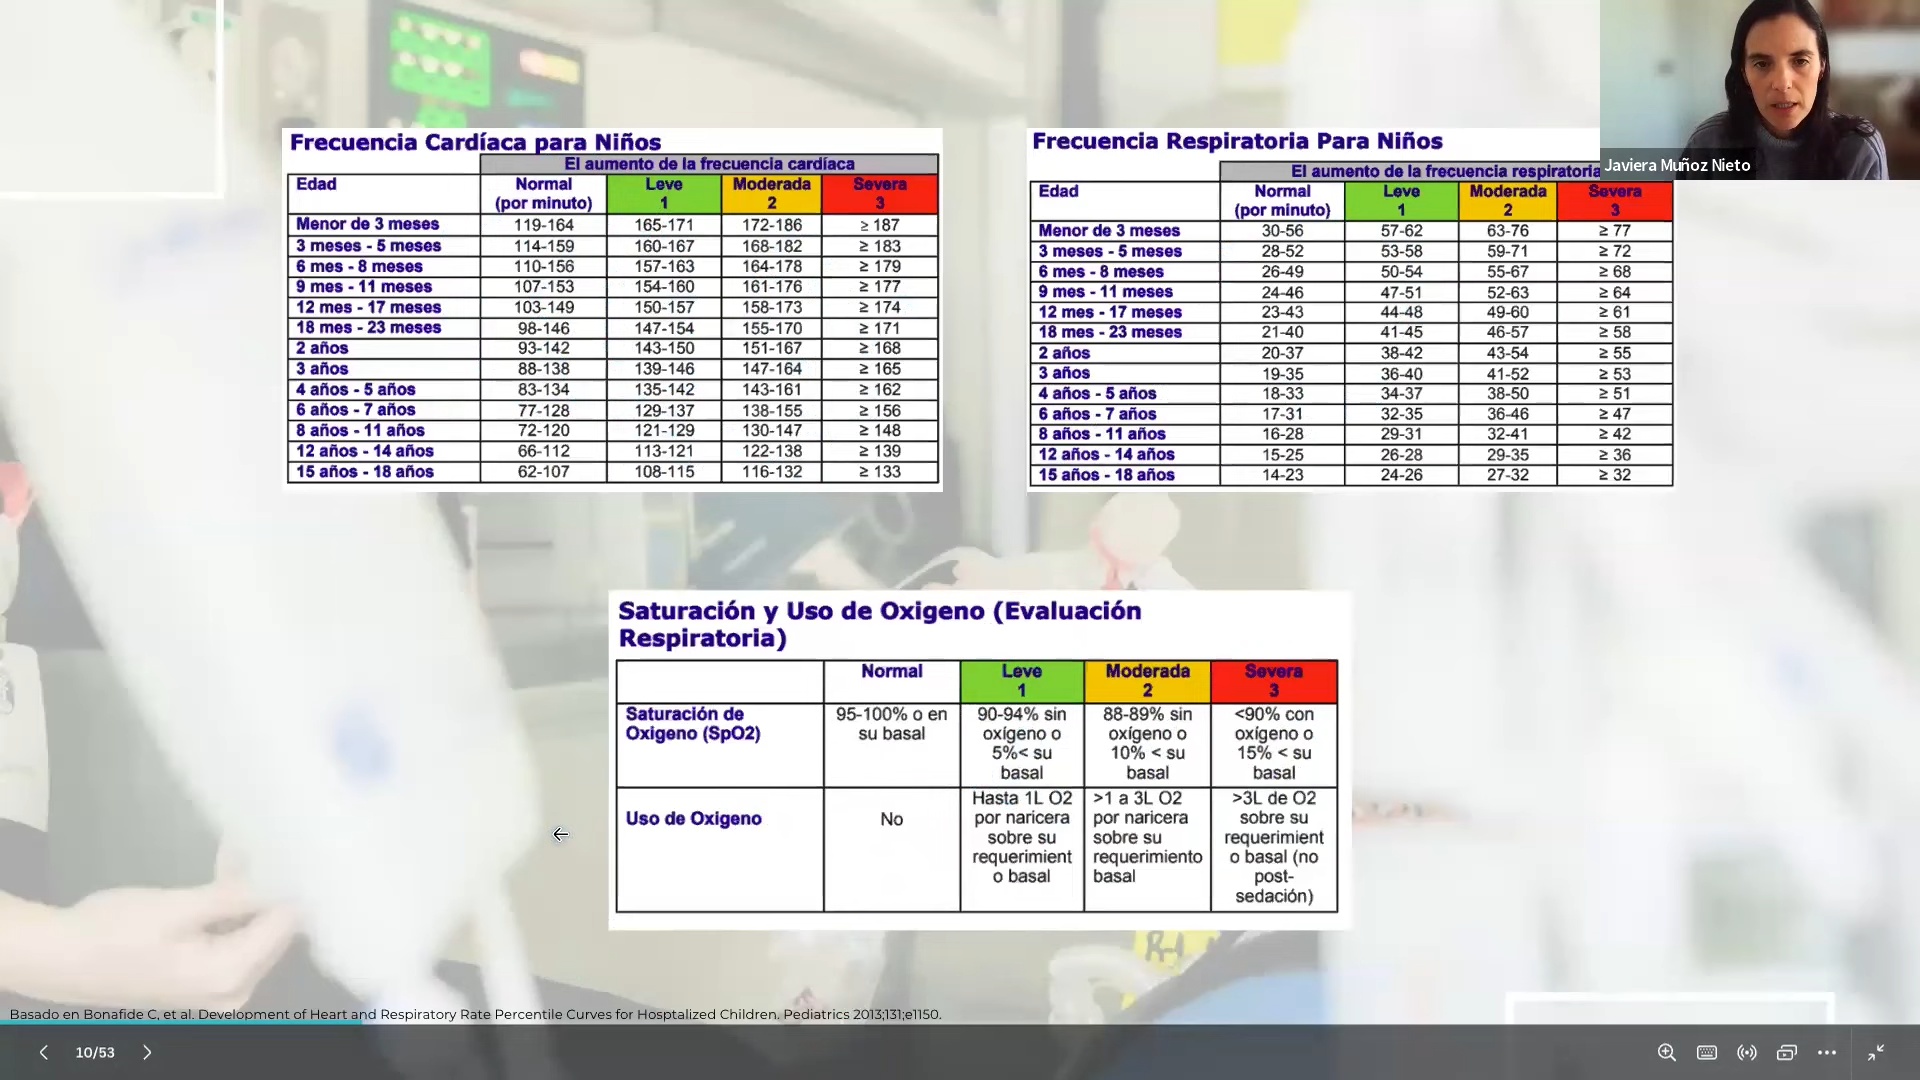 Frecuencia Cardíaca para Niños
El aumento de la frecuencia cardíaca
Edad Normal Leve Moderada Severa
(por minuto) 1 2 3
Menor de 3 meses 119-164 165-171 172-186 ≥ 187
3 meses - 5 meses 114-159 160-167 168-182 ≥ 183
6 mes - 8 meses 110-156 157-163 164-178 ≥ 179
9 mes - 11 meses 107-153 154-160 161-176 ≥ 177
12 mes - 17 meses 103-149 150-157 158-173 ≥ 174
18 mes - 23 meses 98-146 147-154 155-170 ≥ 171
2 años 93-142 143-150 151-167 ≥ 168
3 año 88-138 139-146 147-164 ≥ 165
4 años - 5 años 83-134 135-142 143-161 ≥ 162
6 años - 7 años 77-128 129-137 138-155 ≥ 156
8 años - 11 años 72-120 121-129 130-147 ≥ 148
12 años - 14 años 66-112 113-121 122-138 ≥ 139
15 años - 18 años 62-107 108-115 116-132 ≥ 133
Frecuencia Respiratoria Para Niños
El aumento de la frecuencia respiratoria
Edad Normal Leve Moderada Severa
(por minuto) 1 2 3
Menor de 3 meses 30-56 57-62 63-76 ≥ 77
3 meses - 5 meses 28-52 53-58 59-71 ≥ 72
6 mes - 8 meses 26-49 50-54 55-67 ≥ 68
9 mes - 11 meses 24-46 47-51 52-63 ≥ 64
12 mes - 17 meses 23-43 44-48 49-60 ≥ 61
18 mes - 23 meses 21-40 41-45 46-57 ≥ 58
2 años 20-37 38-42 43-54 ≥ 55
3 año 19-35 36-40 41-52 ≥ 53
4 años - 5 años 18-33 34-37 38-50 ≥ 51
6 años - 7 años 17-31 32-35 36-46 ≥ 47
8 años - 11 años 16-28 29-31 32-41 ≥ 42
12 años - 14 años 15-25 26-28 29-35 ≥ 36
15 años - 18 años 14-23 24-26 27-32 ≥ 32
Javiera Muñoz Nieto
Saturación y Uso de Oxigeno (Evaluación
Respiratoria)
Normal Leve Moderada Severa
1 2 3
Saturación de 95-100% o en 90-94% sin 88-89% sin <90% con
Oxigeno (SpO2) su basal oxígeno o oxígeno o oxígeno o
5%< su 10% < su 15% < su
basal basal basal
Hasta 1L O2 >1 a 3L O2 >3L de O2
Uso de Oxigeno No por naricera por naricera sobre su
sobre su sobre su requerimient
requerimient requerimiento o basal (no
o basal basal post-
sedación)
Basado en Bonafide C, et al. Development of Heart and Respiratory Rate Percentile Curves for Hosptalized Children. Pediatrics 2013;131;e1150.
10/53